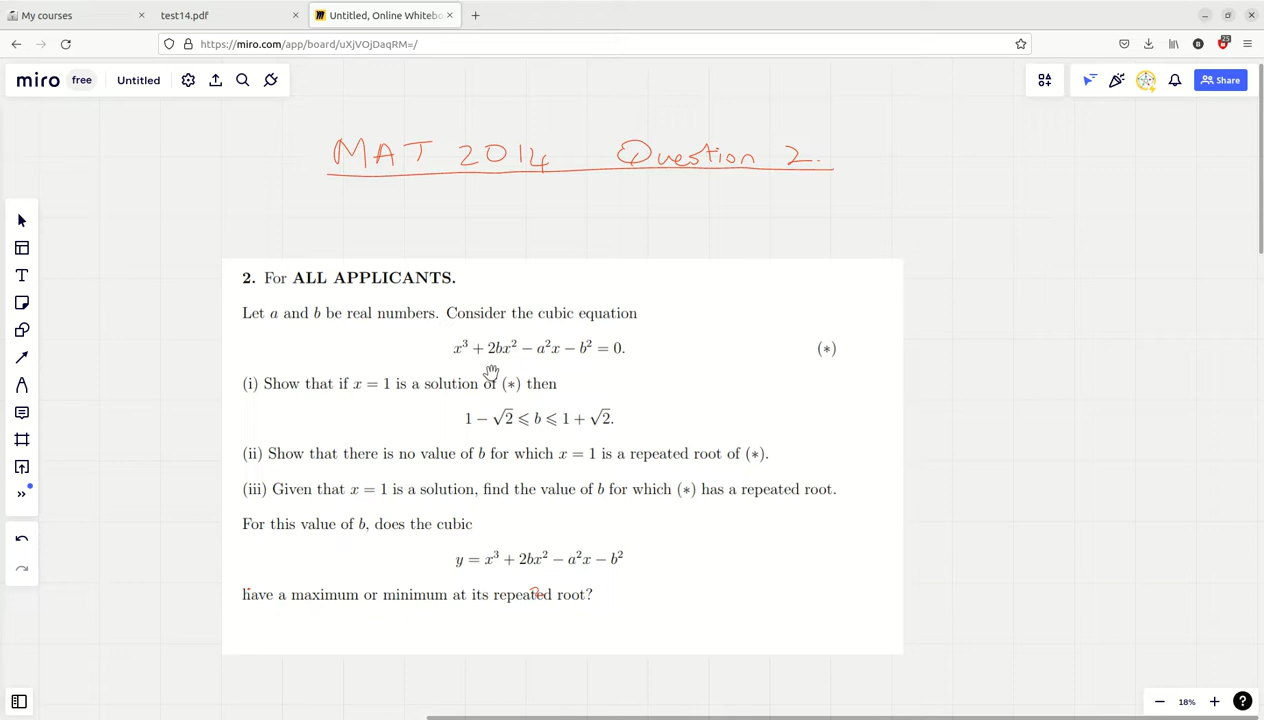 My courses
test14.pdf
Untitled, Online Whitebo
https://miro.com/app/board/uXjVOjDaqRM=/
25
miro free Untitled
Share
MAT 2014 Question 2.
2. For ALL APPLICANTS.
Let a and b be real numbers. Consider the cubic equation
x³ + 2bx² − a²x − b² = 0. (∗)
(i) Show that if x = 1 is a solution of (∗) then
1 − √2 ⩽ b ⩽ 1 + √2.
(ii) Show that there is no value of b for which x = 1 is a repeated root of (∗).
(iii) Given that x = 1 is a solution, find the value of b for which (∗) has a repeated root.
For this value of b, does the cubic
y = x³ + 2bx² − a²x − b²
have a maximum or minimum at its repeated root?
18%